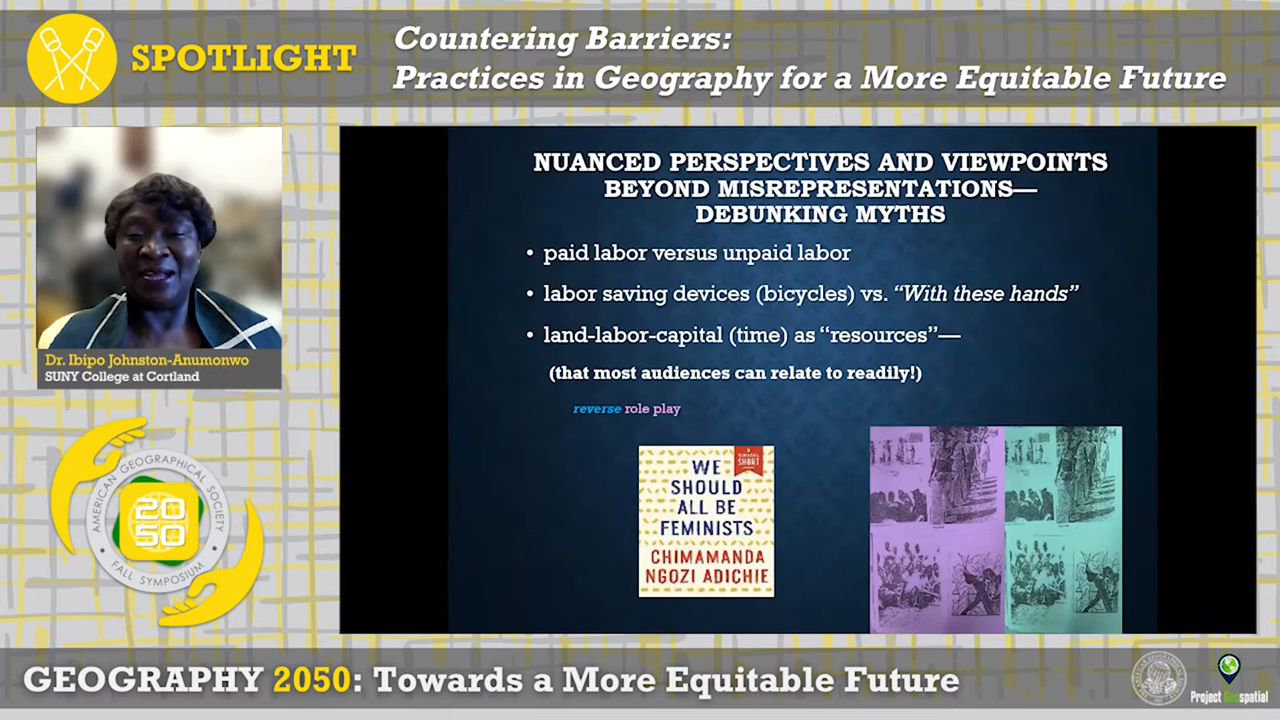 SPOTLIGHT
Countering Barriers:
Practices in Geography for a More Equitable Future
NUANCED PERSPECTIVES AND VIEWPOINTS
BEYOND MISREPRESENTATIONS—
DEBUNKING MYTHS
• paid labor versus unpaid labor
• labor saving devices (bicycles) vs. “With these hands”
• land-labor-capital (time) as “resources”—
(that most audiences can relate to readily!)
reverse role play
SHORT
WE
SHOULD
ALL BE
FEMINISTS
CHIMAMANDA
NGOZI ADICHIE
Dr. Ibipo Johnston-Anumonwo
SUNY College at Cortland
AMERICAN GEOGRAPHICAL SOCIETY
20
50
• FALL SYMPOSIUM •
GEOGRAPHY 2050: Towards a More Equitable Future
Project Geospatial